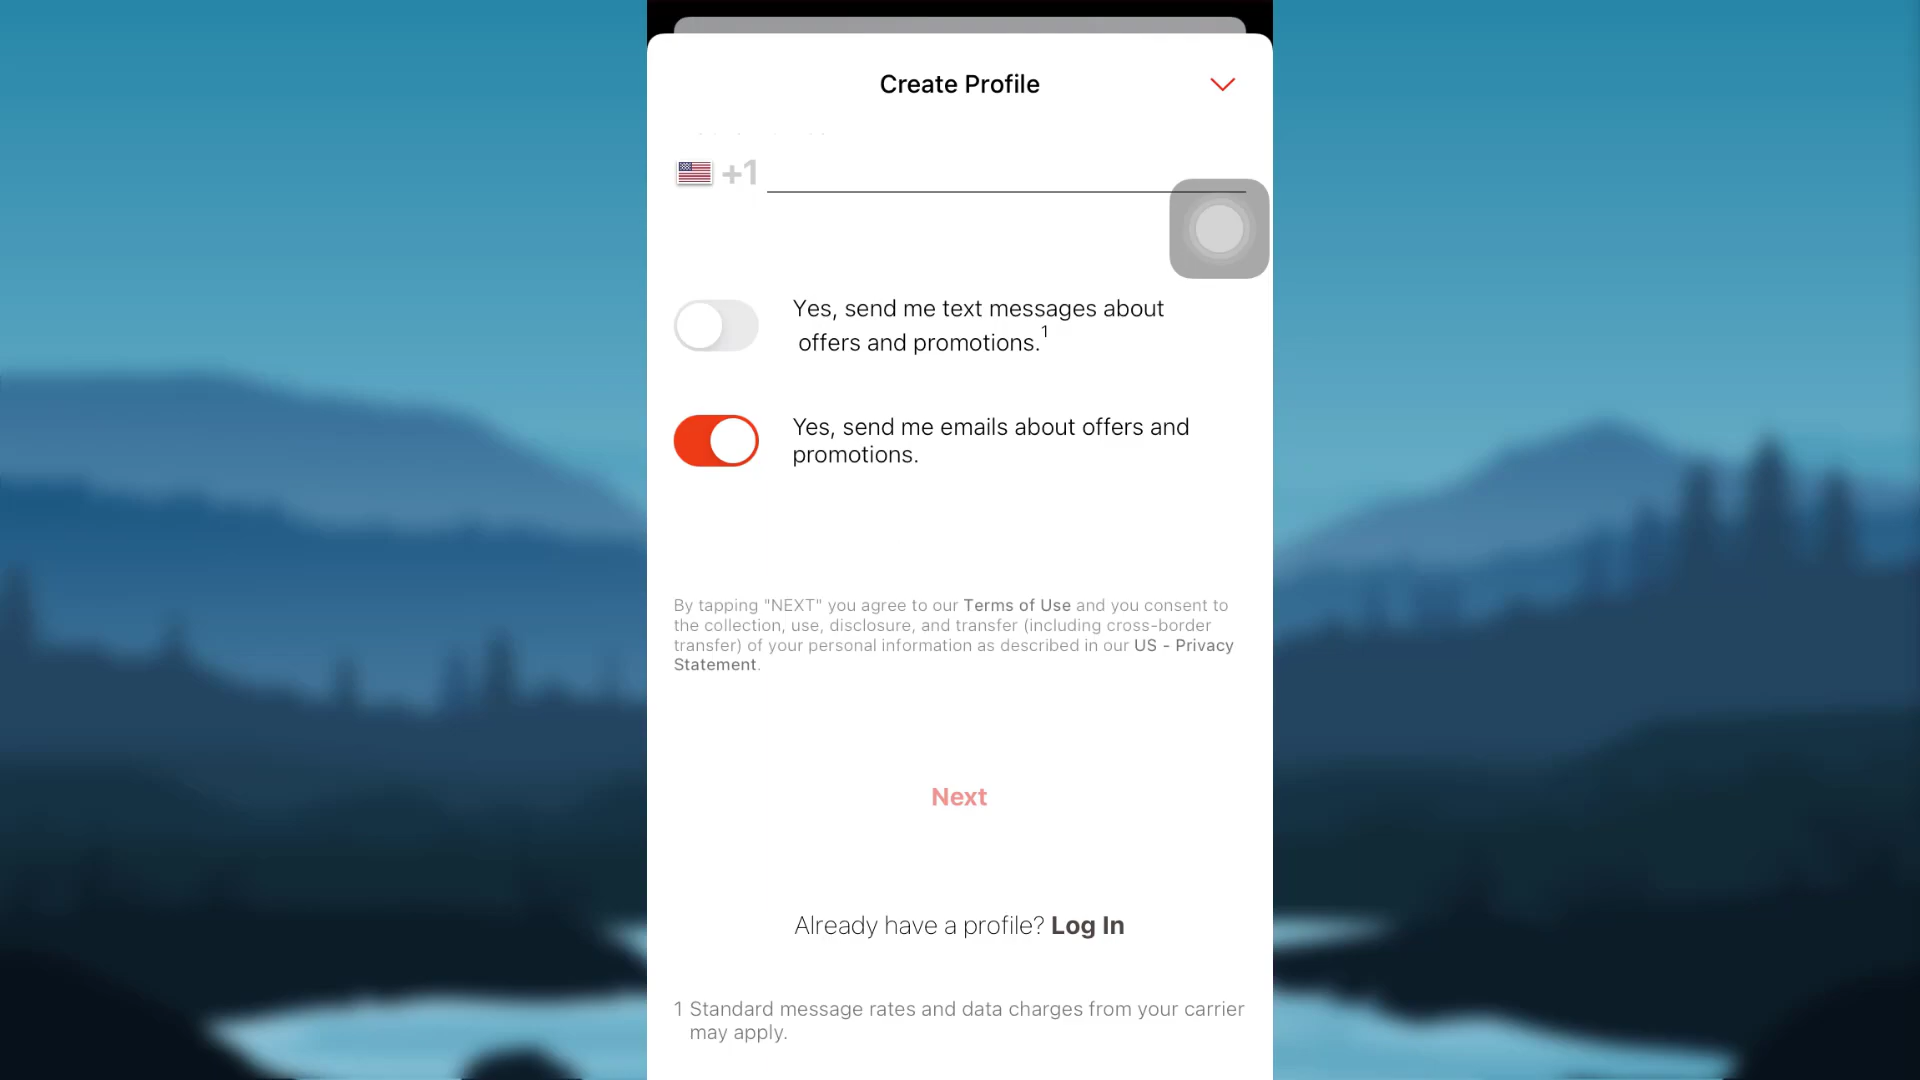 Create Profile
+1
Yes, send me text messages about
offers and promotions.1
Yes, send me emails about offers and
promotions.
By tapping "NEXT" you agree to our Terms of Use and you consent to
the collection, use, disclosure, and transfer (including cross-border
transfer) of your personal information as described in our US - Privacy
Statement.
Next
Already have a profile? Log In
1 Standard message rates and data charges from your carrier
may apply.